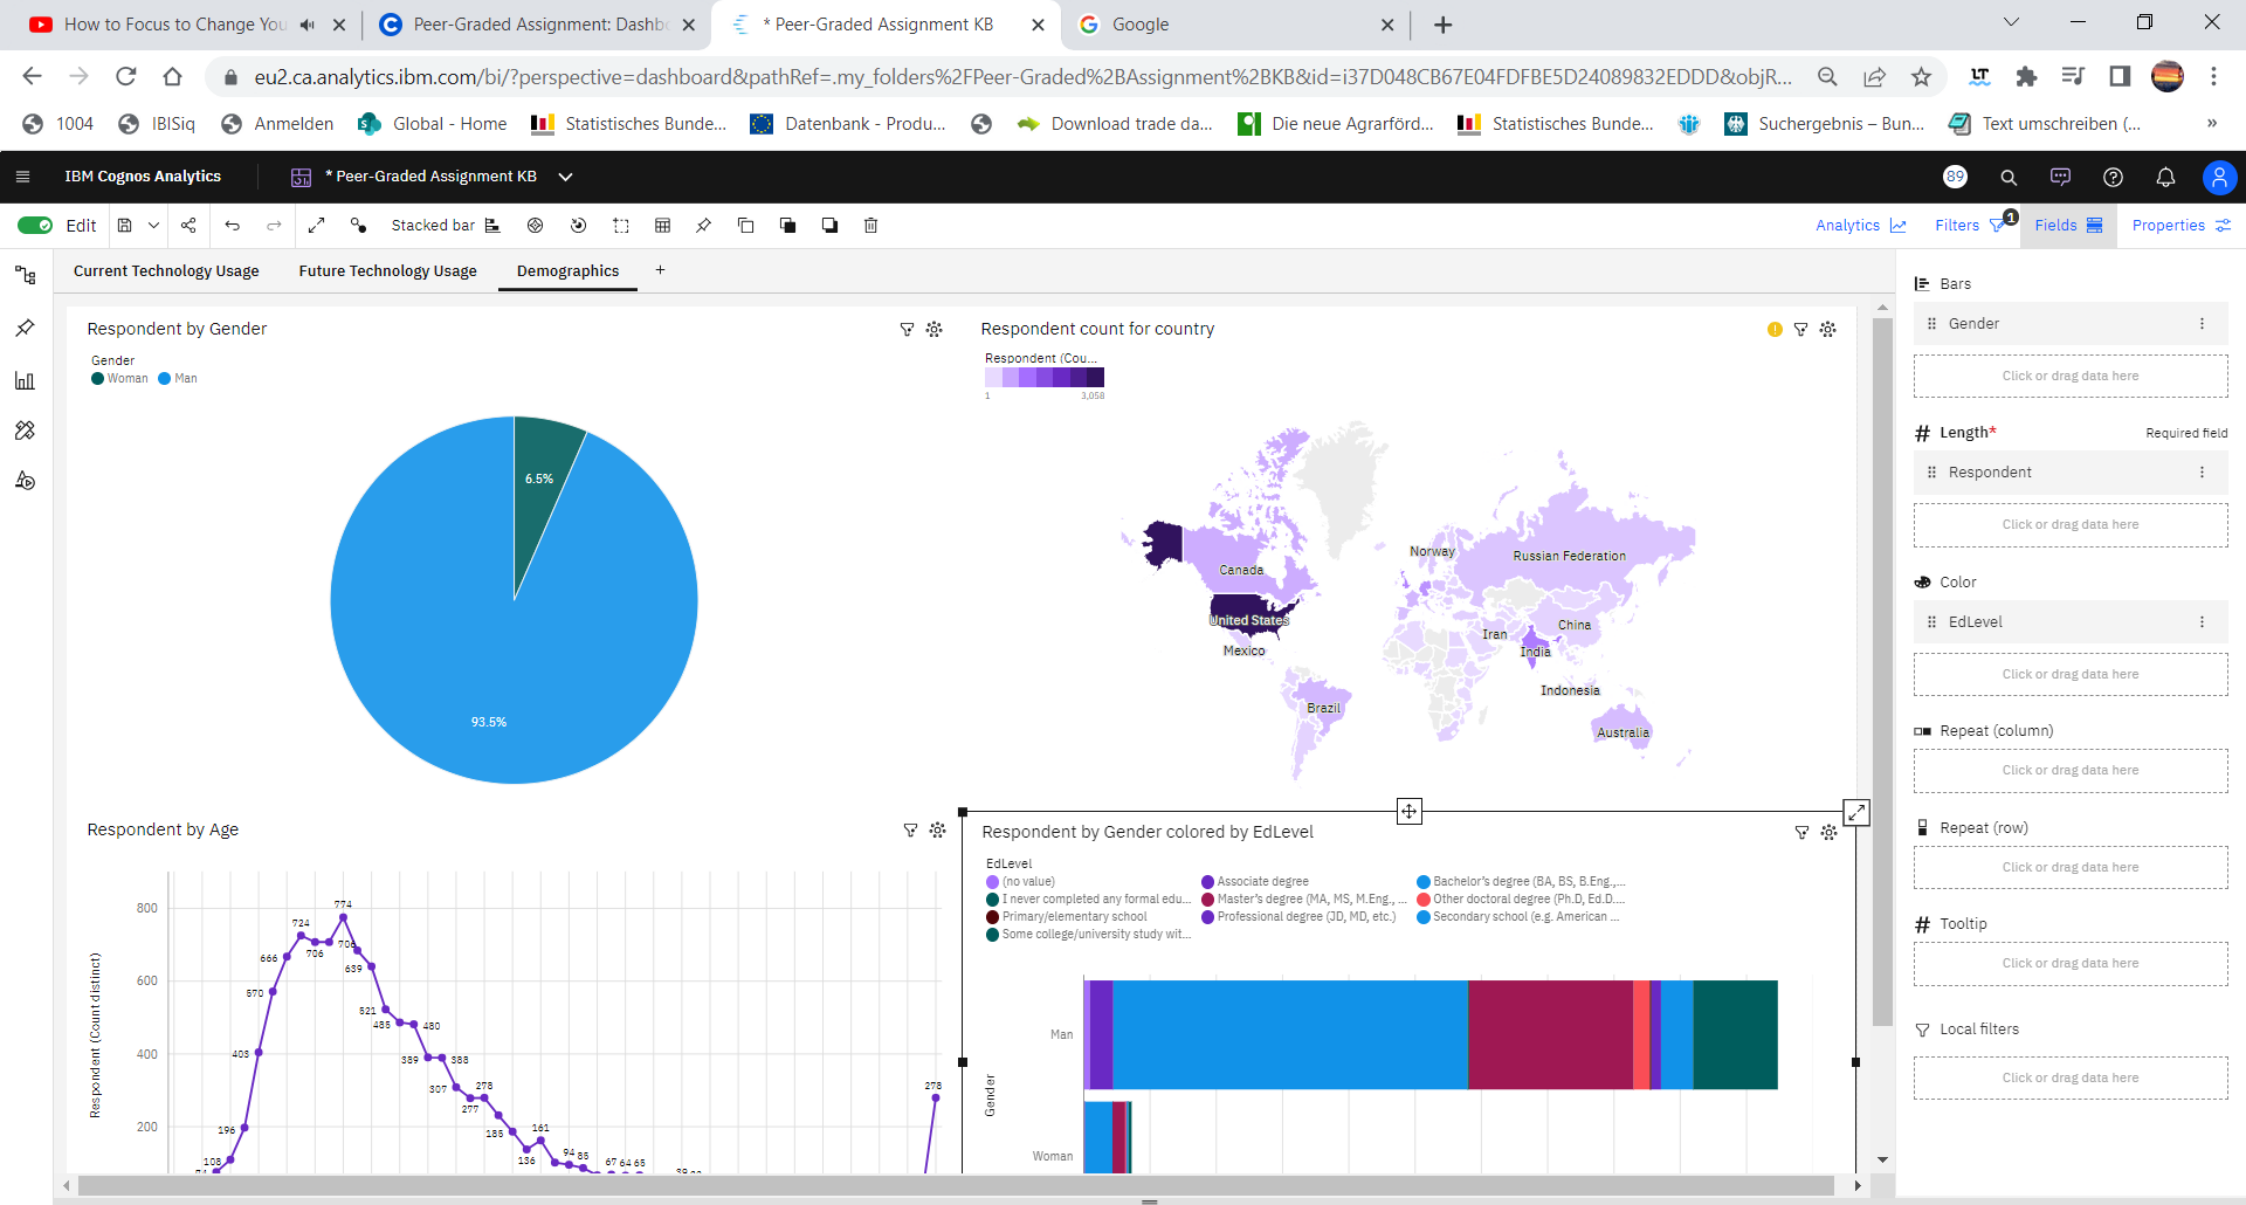 How to Focus to Change You
Peer-Graded Assignment: Dashb
* Peer-Graded Assignment KB
Google
eu2.ca.analytics.ibm.com/bi/?perspective=dashboard&pathRef=.my_folders%2FPeer-Graded%2BAssignment%2BKB&id=i37D048CB67E04FDFBE5D24089832EDDD&objR...
1004
IBISiq
Anmelden
Global - Home
Statistisches Bunde...
Datenbank - Produ...
Download trade da...
Die neue Agrarförd...
Statistisches Bunde...
Suchergebnis – Bun...
Text umschreiben (...
»
IBM Cognos Analytics
* Peer-Graded Assignment KB
89
Edit
Stacked bar
Analytics
Filters
1
Fields
Properties
Current Technology Usage
Future Technology Usage
Demographics
+
Respondent by Gender
Gender
Woman
Man
6.5%
93.5%
Respondent count for country
Respondent (Cou...
1
3,058
Norway
Russian Federation
Canada
United States
China
Iran
Mexico
India
Indonesia
Brazil
Australia
Respondent by Age
Respondent (Count distinct)
800
600
400
200
774
724
706
706
666
639
570
521
485
480
403
389
388
307
278
277
278
196
185
161
136
108
94
85
67
64
65
Respondent by Gender colored by EdLevel
EdLevel
(no value)
Associate degree
Bachelor's degree (BA, BS, B.Eng.,...
I never completed any formal edu...
Master's degree (MA, MS, M.Eng., ...
Other doctoral degree (Ph.D, Ed.D....
Primary/elementary school
Professional degree (JD, MD, etc.)
Secondary school (e.g. American ...
Some college/university study wit...
Gender
Man
Woman
Bars
Gender
Click or drag data here
Length*
Required field
Respondent
Click or drag data here
Color
EdLevel
Click or drag data here
Repeat (column)
Click or drag data here
Repeat (row)
Click or drag data here
Tooltip
Click or drag data here
Local filters
Click or drag data here